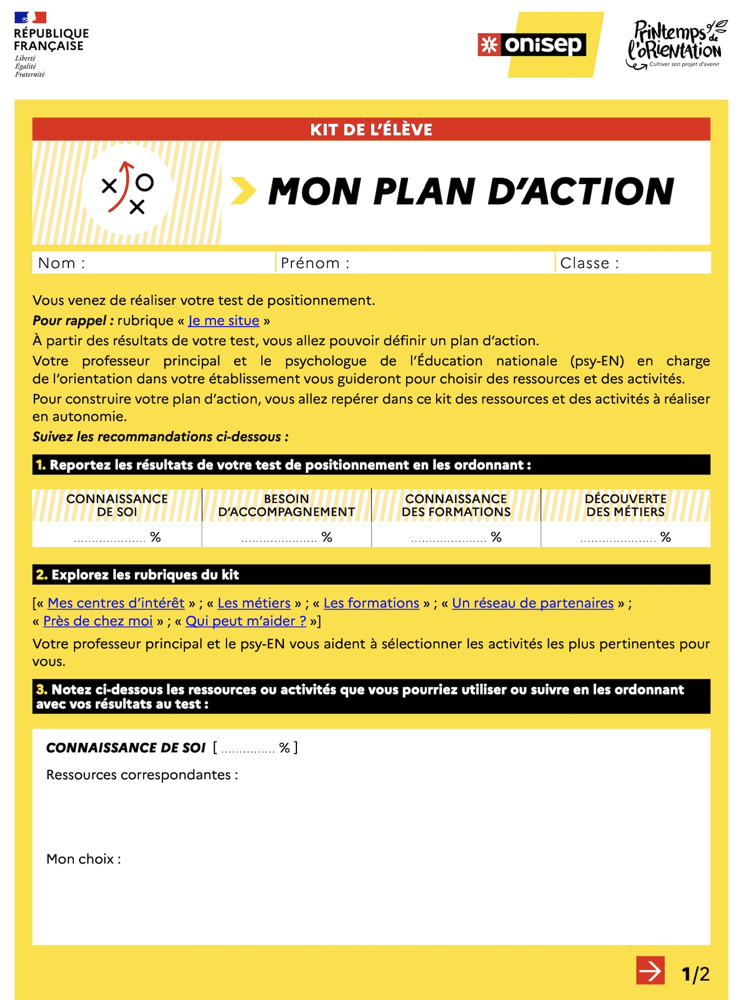 RÉPUBLIQUE
FRANÇAISE
Liberté
Égalité
Fraternité
onisep
Printemps de
l'orientation
Cultiver son projet d'avenir
KIT DE L'ÉLÈVE
MON PLAN D'ACTION
Nom :
Prénom :
Classe :
Vous venez de réaliser votre test de positionnement.
Pour rappel : rubrique « Je me situe »
À partir des résultats de votre test, vous allez pouvoir définir un plan d'action.
Votre professeur principal et le psychologue de l'Éducation nationale (psy-EN) en charge
de l'orientation dans votre établissement vous guideront pour choisir des ressources et des activités.
Pour construire votre plan d'action, vous allez repérer dans ce kit des ressources et des activités à réaliser
en autonomie.
Suivez les recommandations ci-dessous :
1. Reportez les résultats de votre test de positionnement en les ordonnant :
CONNAISSANCE
DE SOI
.................... %
BESOIN
D'ACCOMPAGNEMENT
..................... %
CONNAISSANCE
DES FORMATIONS
..................... %
DÉCOUVERTE
DES MÉTIERS
..................... %
2. Explorez les rubriques du kit
[« Mes centres d'intérêt » ; « Les métiers » ; « Les formations » ; « Un réseau de partenaires » ;
« Près de chez moi » ; « Qui peut m'aider ? »]
Votre professeur principal et le psy-EN vous aident à sélectionner les activités les plus pertinentes pour
vous.
3. Notez ci-dessous les ressources ou activités que vous pourriez utiliser ou suivre en les ordonnant
avec vos résultats au test :
CONNAISSANCE DE SOI [ ............... % ]
Ressources correspondantes :
Mon choix :
1/2